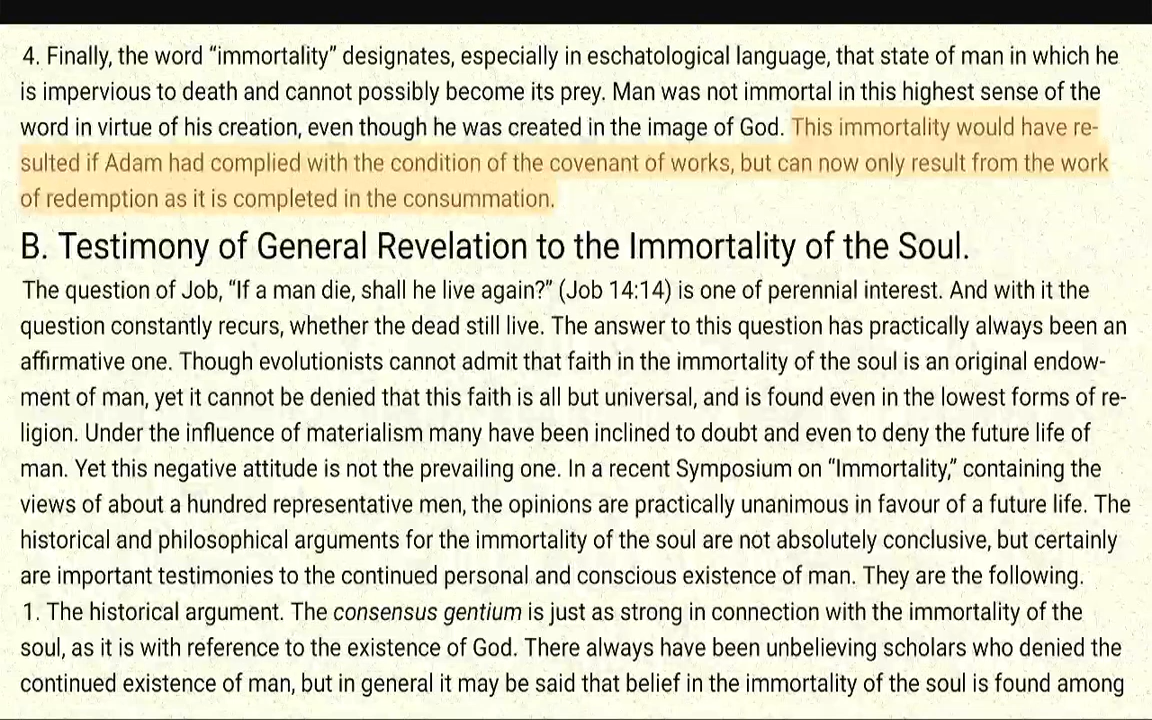 4. Finally, the word “immortality” designates, especially in eschatological language, that state of man in which he
is impervious to death and cannot possibly become its prey. Man was not immortal in this highest sense of the
word in virtue of his creation, even though he was created in the image of God. This immortality would have re-
sulted if Adam had complied with the condition of the covenant of works, but can now only result from the work
of redemption as it is completed in the consummation.
B. Testimony of General Revelation to the Immortality of the Soul.
The question of Job, “If a man die, shall he live again?” (Job 14:14) is one of perennial interest. And with it the
question constantly recurs, whether the dead still live. The answer to this question has practically always been an
affirmative one. Though evolutionists cannot admit that faith in the immortality of the soul is an original endow-
ment of man, yet it cannot be denied that this faith is all but universal, and is found even in the lowest forms of re-
ligion. Under the influence of materialism many have been inclined to doubt and even to deny the future life of
man. Yet this negative attitude is not the prevailing one. In a recent Symposium on “Immortality,” containing the
views of about a hundred representative men, the opinions are practically unanimous in favour of a future life. The
historical and philosophical arguments for the immortality of the soul are not absolutely conclusive, but certainly
are important testimonies to the continued personal and conscious existence of man. They are the following.
1. The historical argument. The consensus gentium is just as strong in connection with the immortality of the
soul, as it is with reference to the existence of God. There always have been unbelieving scholars who denied the
continued existence of man, but in general it may be said that belief in the immortality of the soul is found among